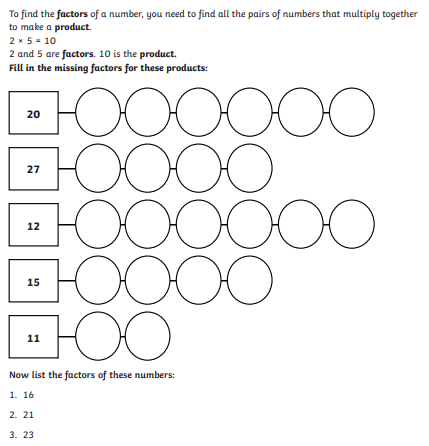 To find the factors of a number, you need to find all the pairs of numbers that multiply together
to make a product.
2 × 5 = 10
2 and 5 are factors. 10 is the product.
Fill in the missing factors for these products:
20
27
12
15
11
Now list the factors of these numbers:
1. 16
2. 21
3. 23